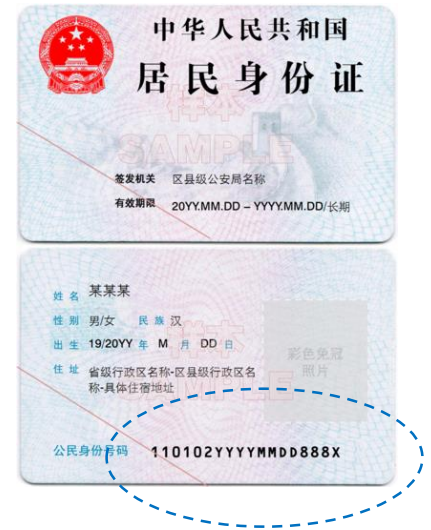 中华人民共和国
居民身份证
样本
SAMPLE
签发机关 区县级公安局名称
有效期限 20YY.MM.DD – YYYY.MM.DD/长期
姓名 某某某
性别 男/女 民族 汉
出生 19/20YY 年 M 月 DD 日
彩色免冠
照片
住址 省级行政区名称-区县级行政区名
称-具体住宿地址
样本
SAMPLE
公民身份号码 110102YYYYMMDD888X